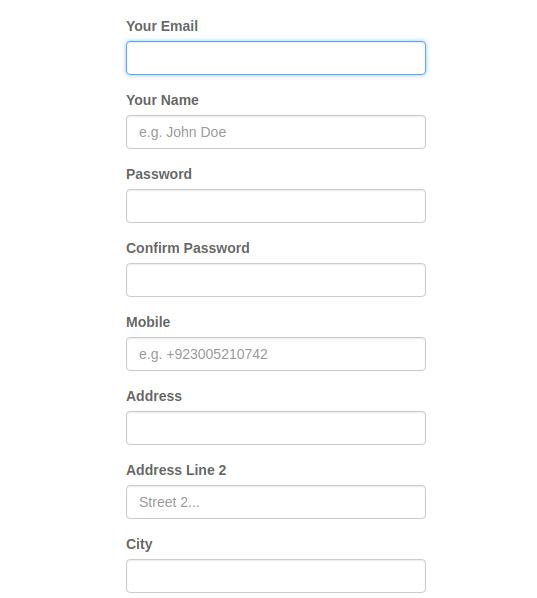 Your Email
Your Name
e.g. John Doe
Password
Confirm Password
Mobile
e.g. +923005210742
Address
Address Line 2
Street 2...
City